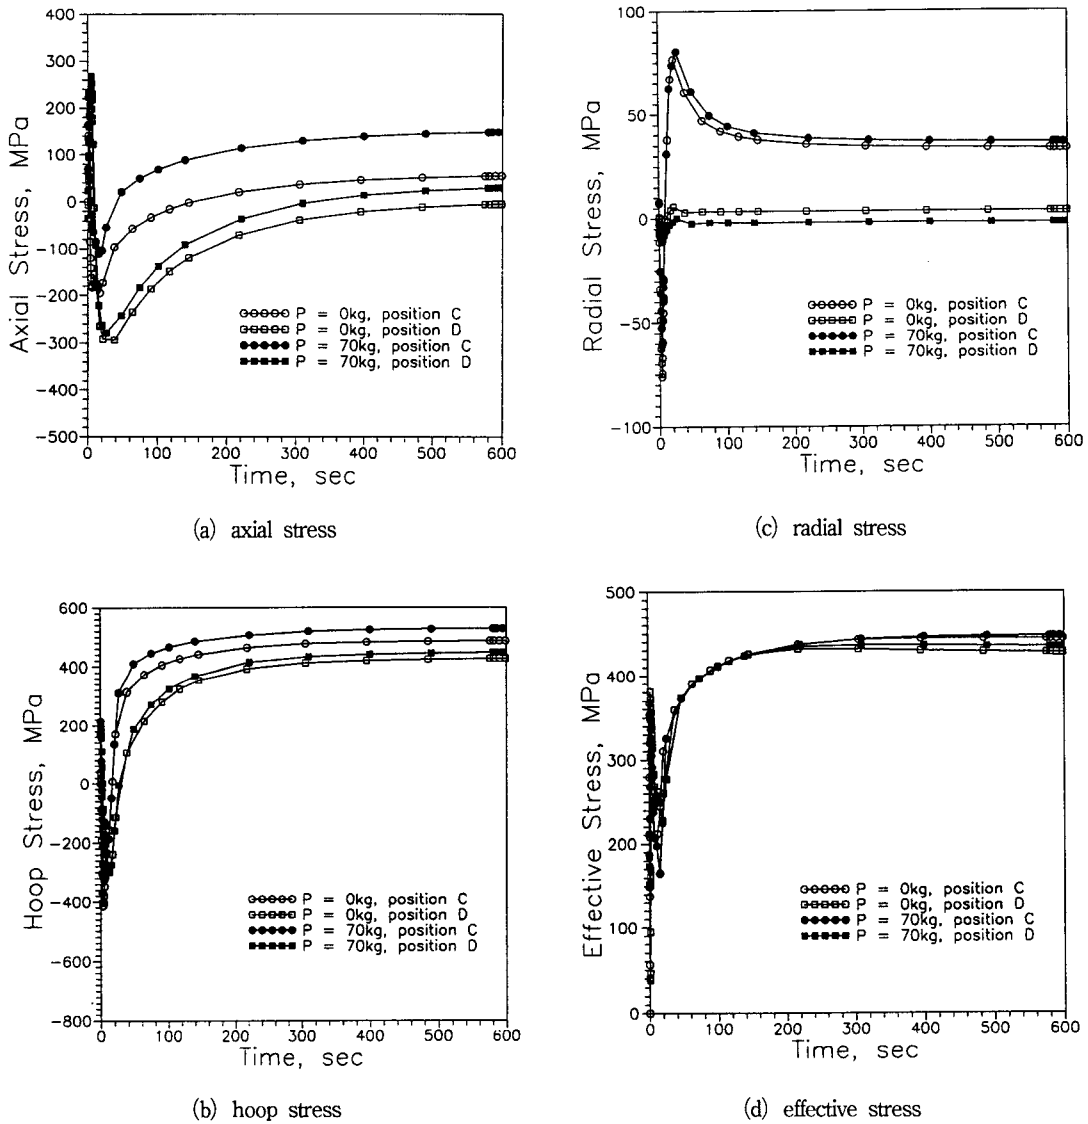 400
300
200
100
0
−100
−200
−300
−400
−500
Axial Stress, MPa
P = 0kg, position C
P = 0kg, position D
P = 70kg, position C
P = 70kg, position D
0 100 200 300 400 500 600
Time, sec
(a) axial stress
100
50
0
−50
−100
Radial Stress, MPa
P = 0kg, position C
P = 0kg, position D
P = 70kg, position C
P = 70kg, position D
0 100 200 300 400 500 600
Time, sec
(c) radial stress
600
400
200
0
−200
−400
−600
−800
Hoop Stress, MPa
P = 0kg, position C
P = 0kg, position D
P = 70kg, position C
P = 70kg, position D
0 100 200 300 400 500 600
Time, sec
(b) hoop stress
500
400
300
200
100
0
Effective Stress, MPa
P = 0kg, position C
P = 0kg, position D
P = 70kg, position C
P = 70kg, position D
0 100 200 300 400 500 600
Time, sec
(d) effective stress